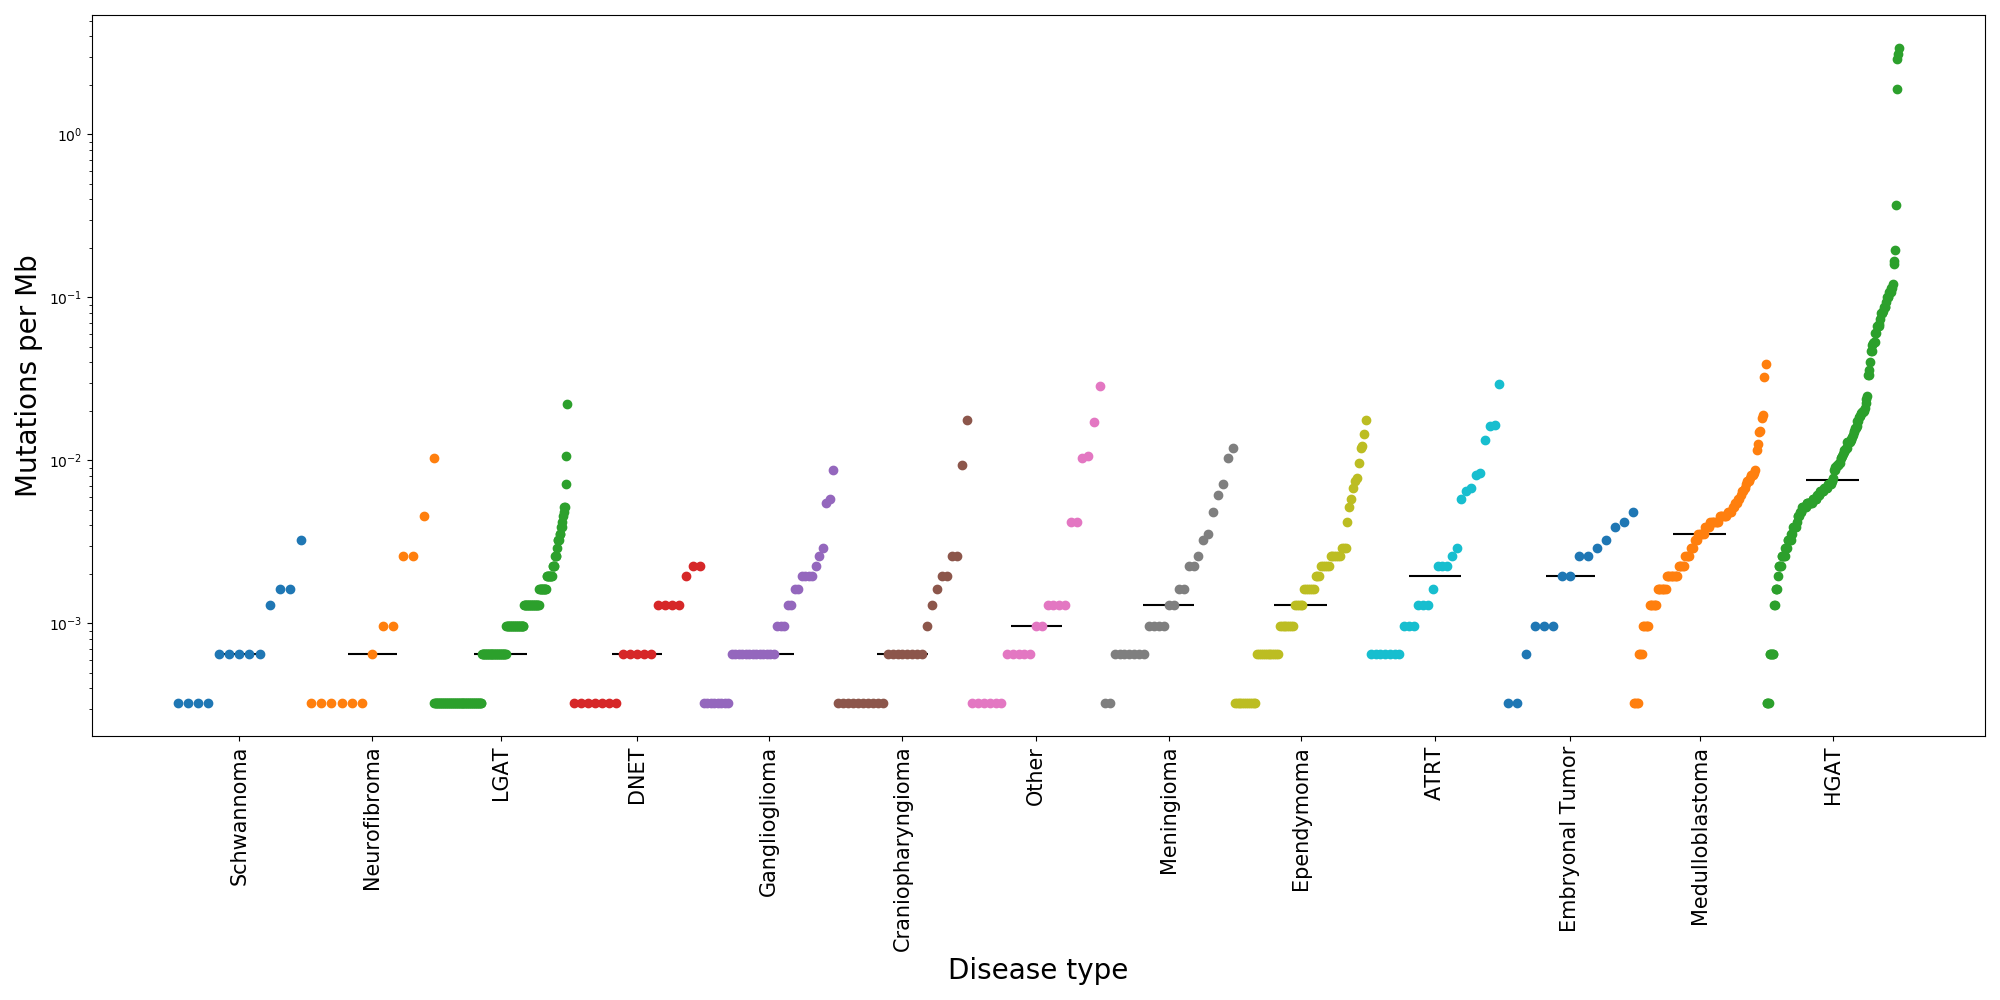 Mutations per Mb
10⁰
10⁻¹
10⁻²
10⁻³
Schwannoma
Neurofibroma
LGAT
DNET
Ganglioglioma
Craniopharyngioma
Other
Meningioma
Ependymoma
ATRT
Embryonal Tumor
Medulloblastoma
HGAT
Disease type